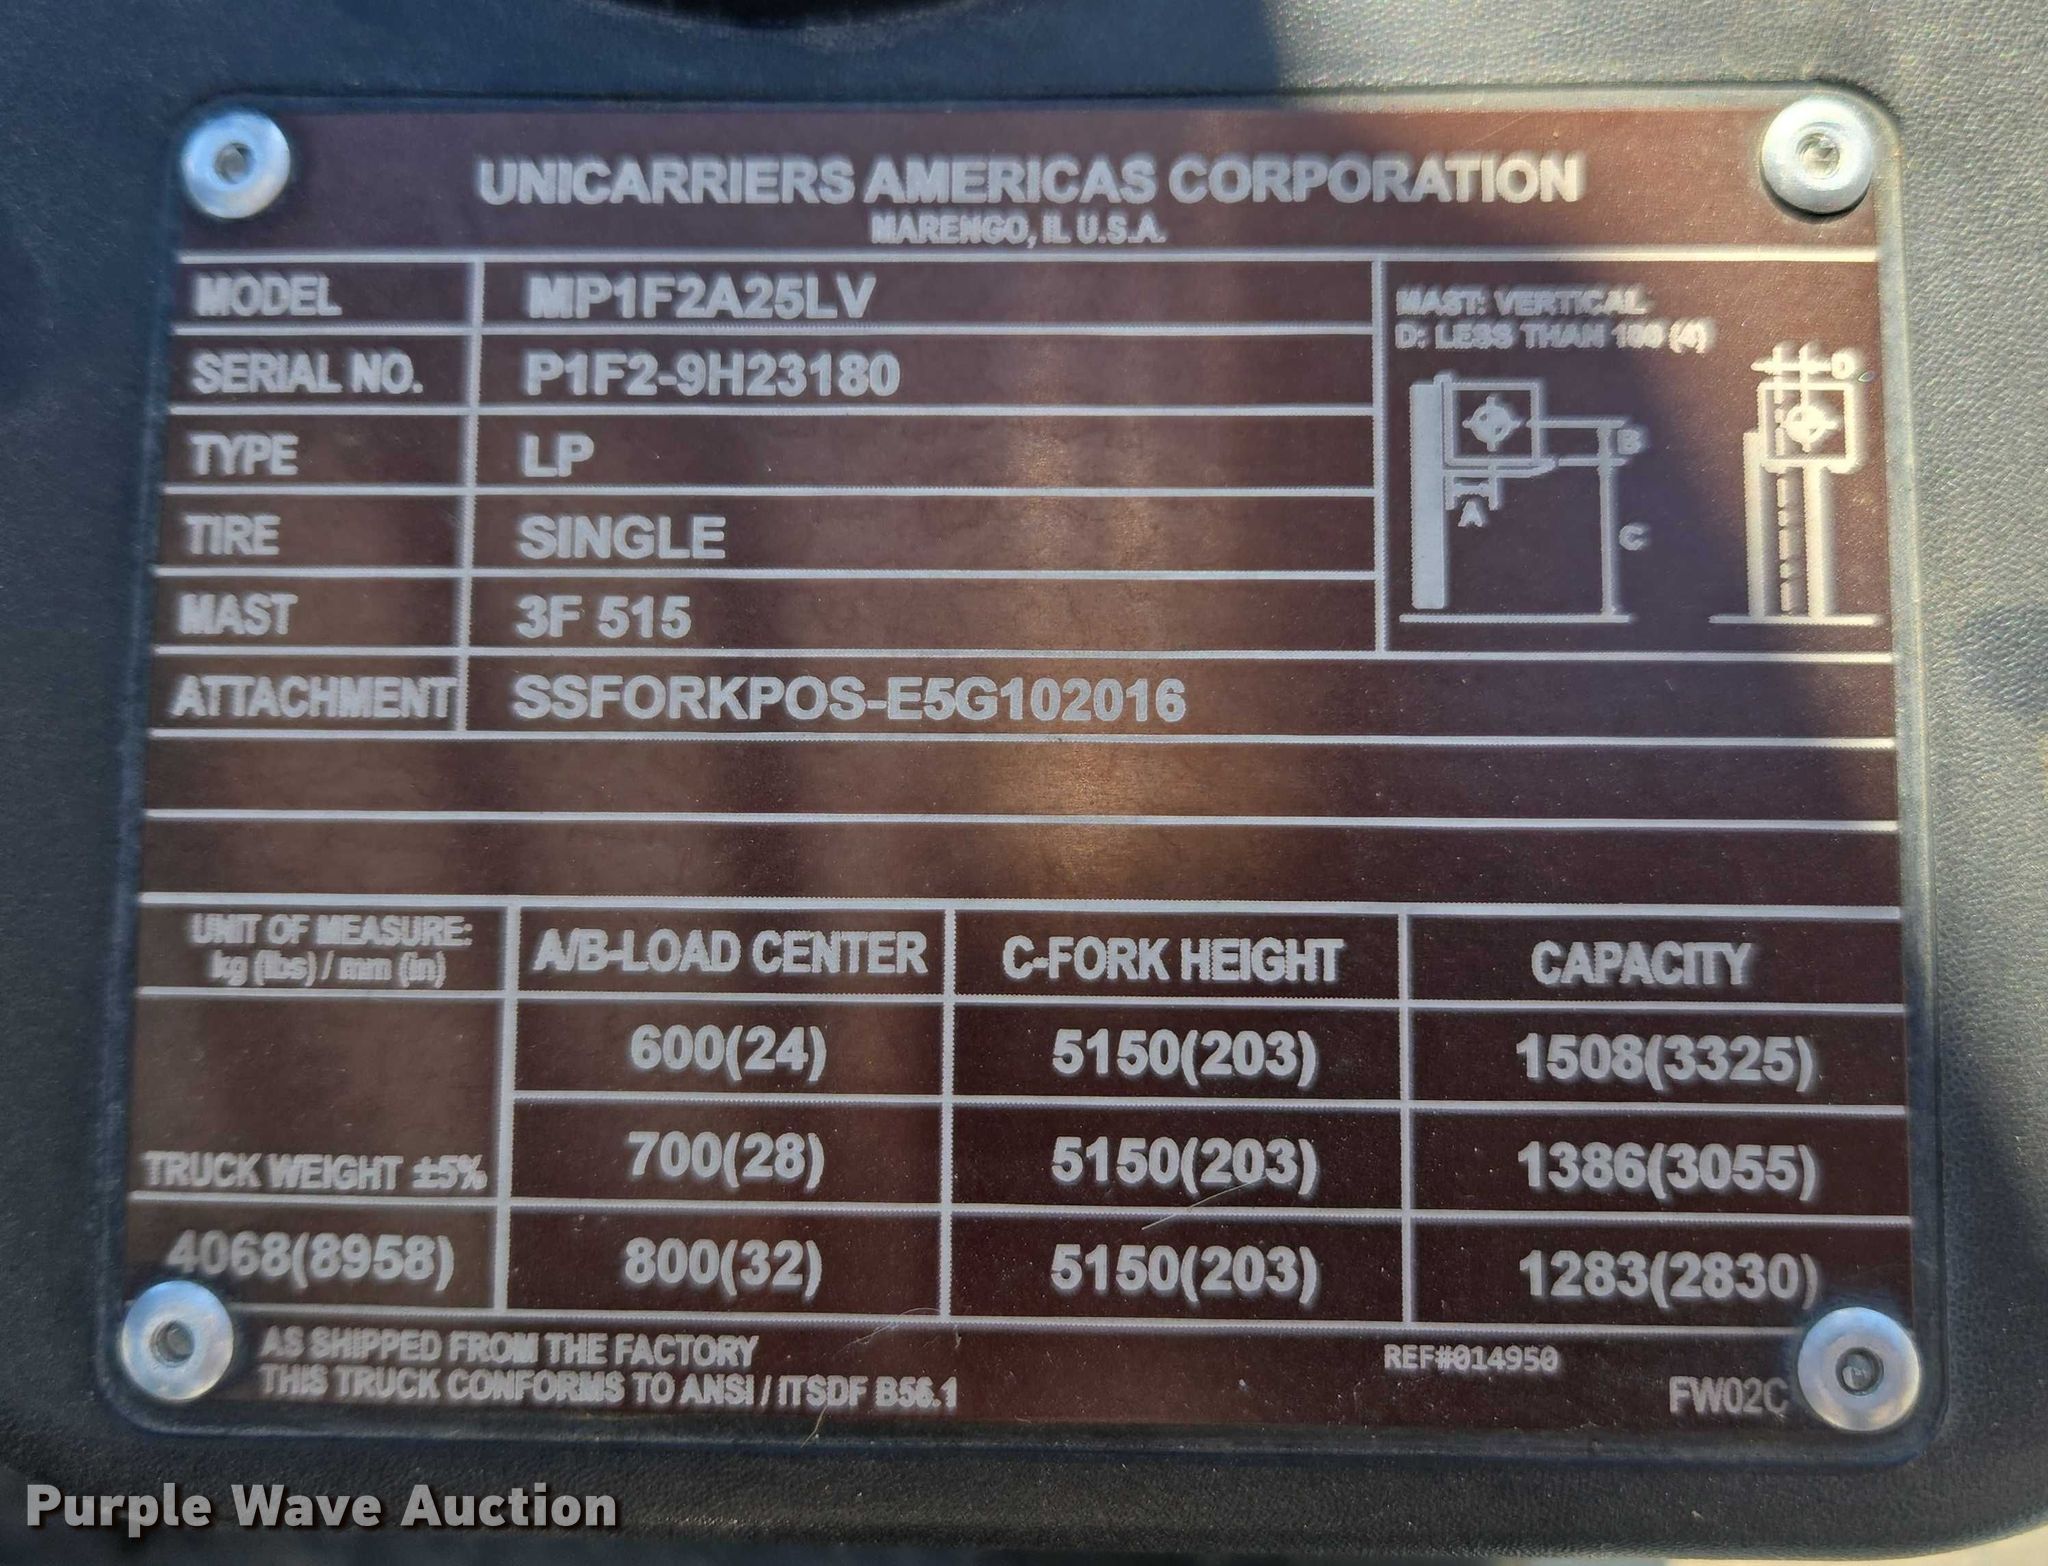 UNICARRIERS AMERICAS CORPORATION
MARENGO, IL U.S.A.
MODEL MP1F2A25LV
SERIAL NO. P1F2-9H23180
TYPE LP
TIRE SINGLE
MAST 3F 515
ATTACHMENT SSFORKPOS-E5G102016
MAST: VERTICAL
D: LESS THAN 100 (4)
D
B
A
C
UNIT OF MEASURE:
kg (lbs) / mm (in)
A/B-LOAD CENTER C-FORK HEIGHT CAPACITY
600(24) 5150(203) 1508(3325)
TRUCK WEIGHT ±5% 700(28) 5150(203) 1386(3055)
4068(8958) 800(32) 5150(203) 1283(2830)
AS SHIPPED FROM THE FACTORY
THIS TRUCK CONFORMS TO ANSI / ITSDF B56.1
REF#014950
FW02C
Purple Wave Auction